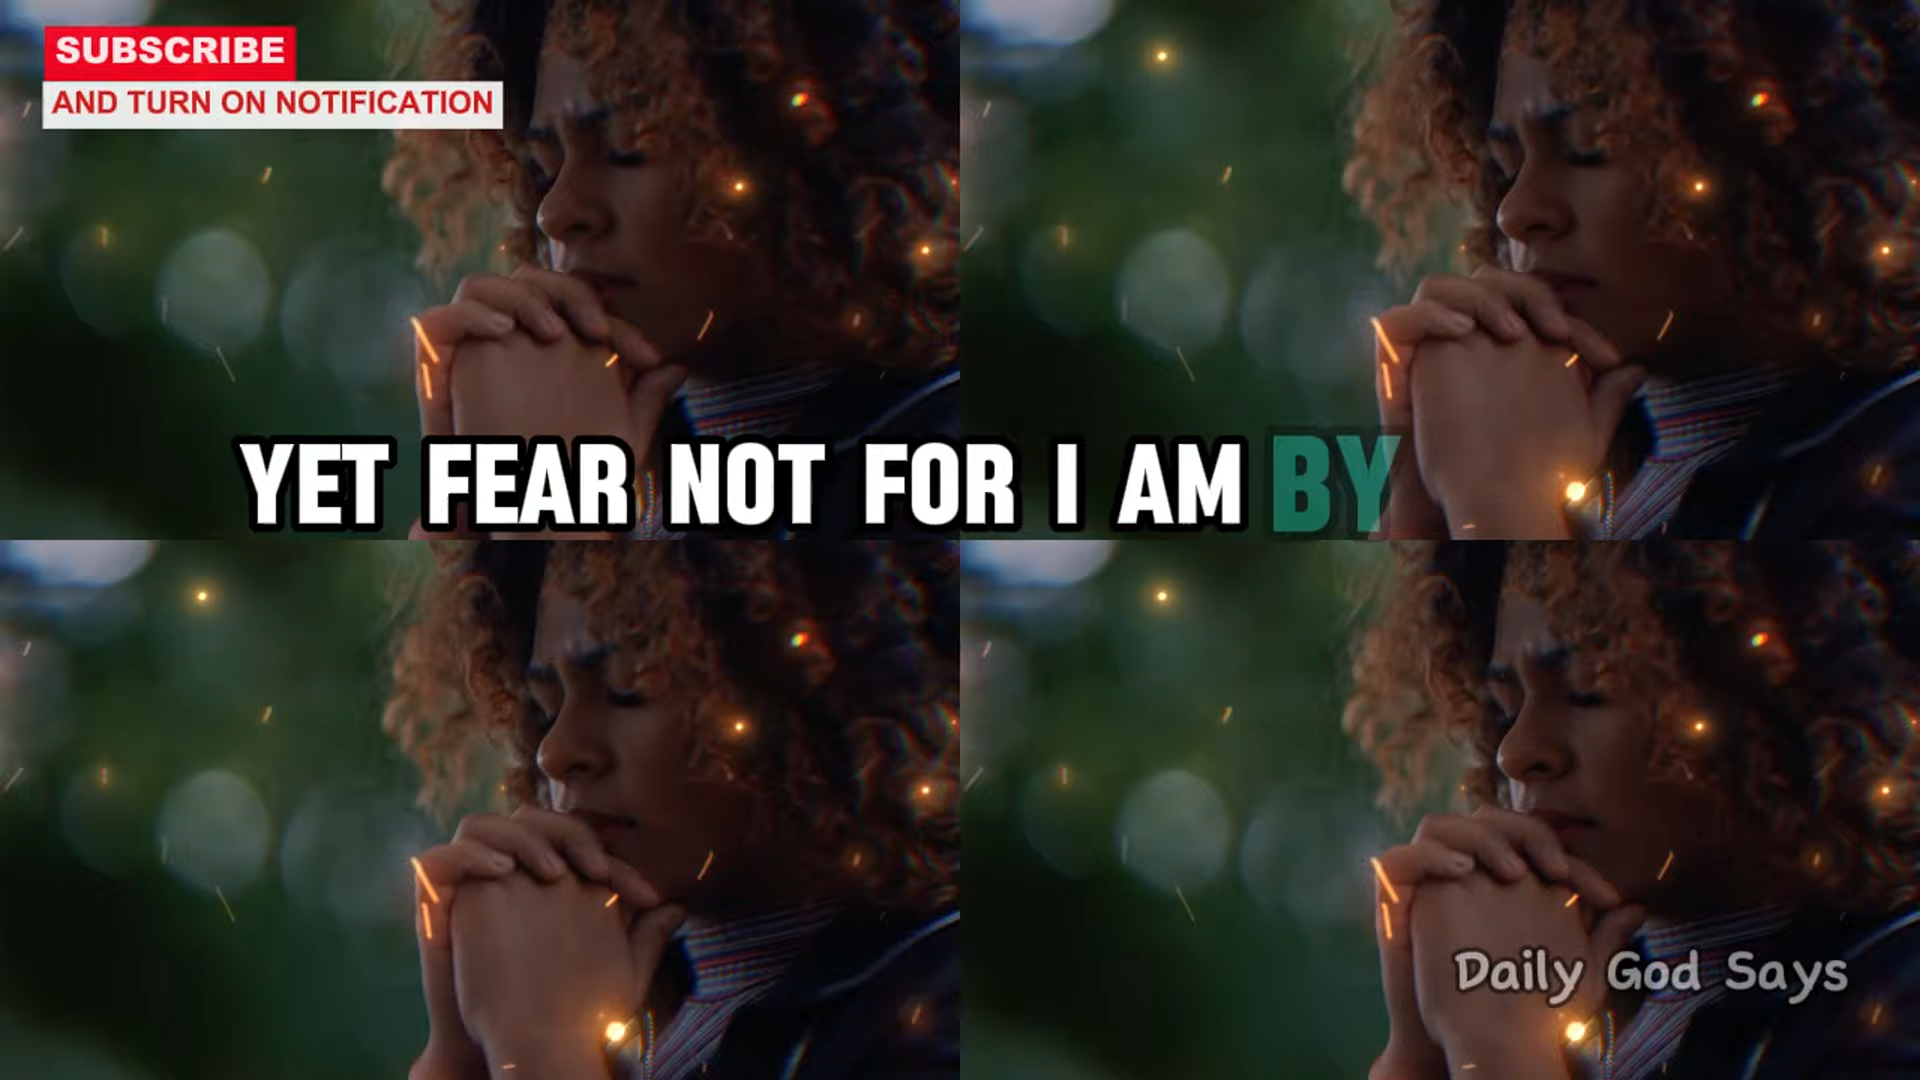 SUBSCRIBE
AND TURN ON NOTIFICATION
YET FEAR NOT FOR I AM BY
Daily God Says